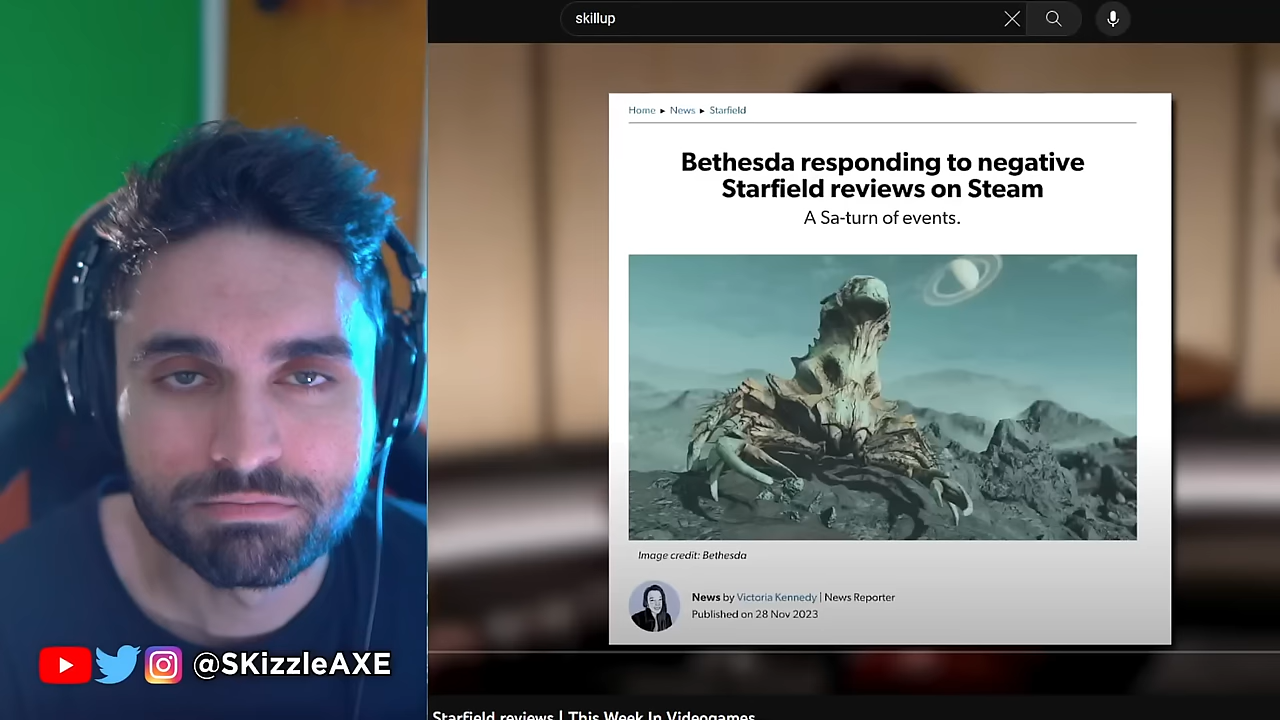 skillup
Home ▸ News ▸ Starfield
Bethesda responding to negative
Starfield reviews on Steam
A Sa-turn of events.
Image credit: Bethesda
News by Victoria Kennedy | News Reporter
Published on 28 Nov 2023
@SKizzleAXE
Starfield reviews | This Week In Videogames